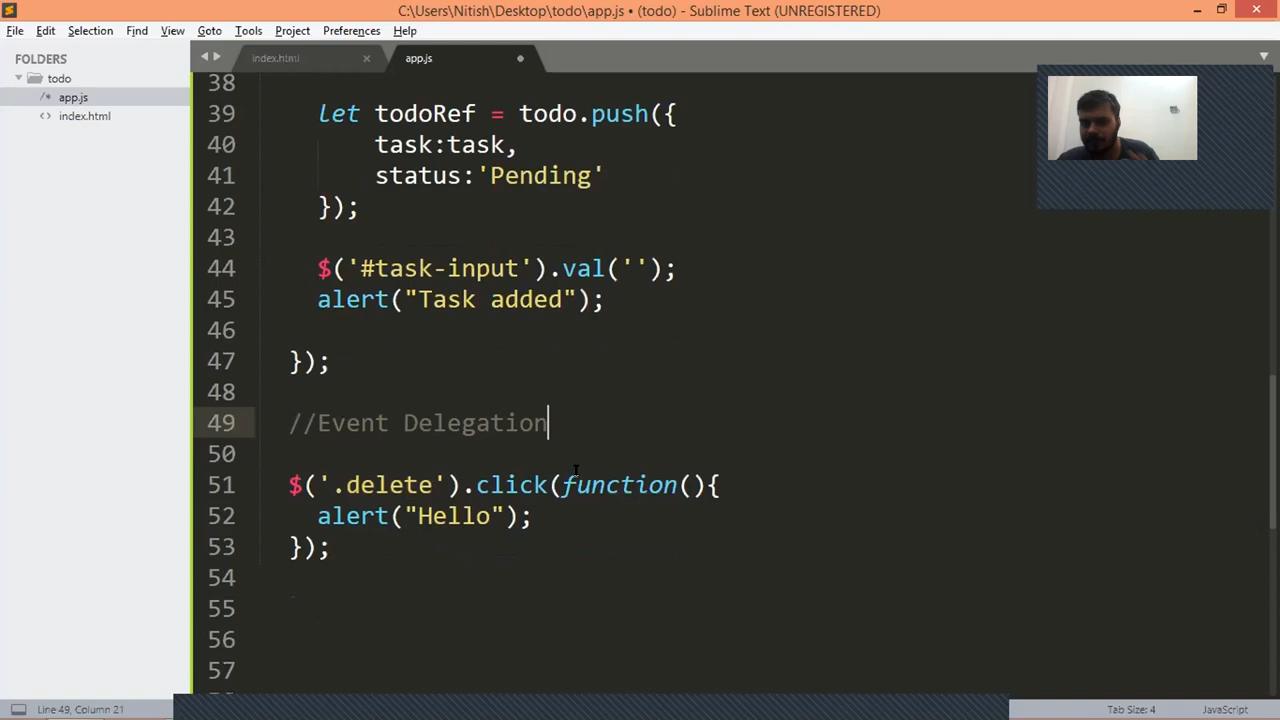 C:\Users\Nitish\Desktop\todo\app.js • (todo) - Sublime Text (UNREGISTERED)
File Edit Selection Find View Goto Tools Project Preferences Help
FOLDERS
todo
/* app.js
<> index.html
index.html
app.js
38
39 let todoRef = todo.push({
40 task:task,
41 status:'Pending'
42 });
43
44 $('#task-input').val('');
45 alert("Task added");
46
47 });
48
49 //Event Delegation
50
51 $('.delete').click(function(){
52 alert("Hello");
53 });
54
55
56
57
Line 49, Column 21
Tab Size: 4
JavaScript